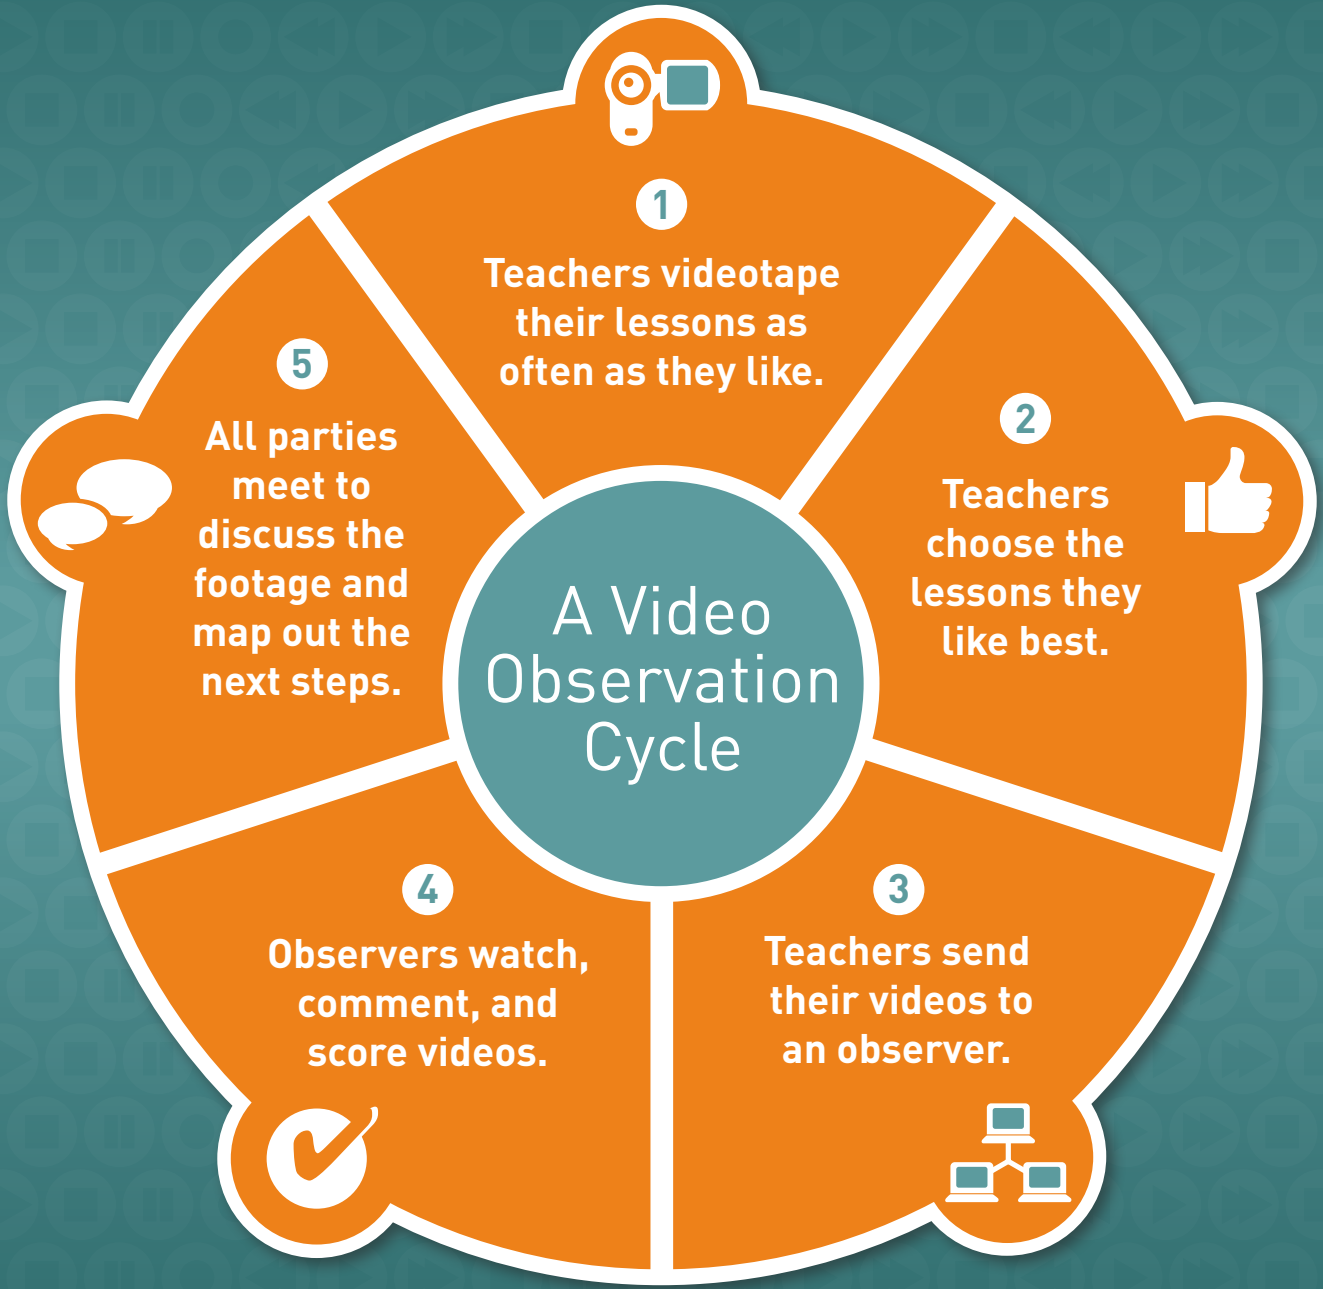 A Video
Observation
Cycle
1
Teachers videotape
their lessons as
often as they like.
2
Teachers
choose the
lessons they
like best.
3
Teachers send
their videos to
an observer.
4
Observers watch,
comment, and
score videos.
5
All parties
meet to
discuss the
footage and
map out the
next steps.